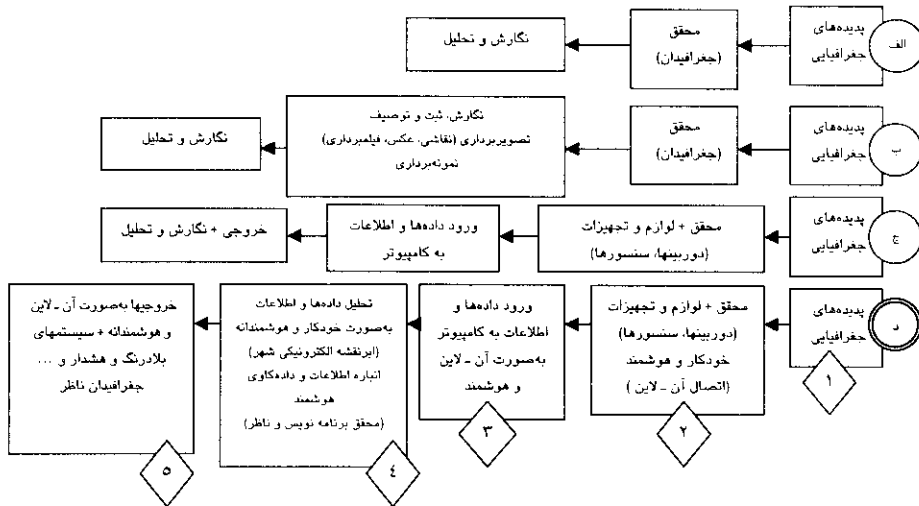 الف
پدیده‌های
جغرافیایی
محقق
(جغرافیدان)
نگارش و تحلیل
ب
پدیده‌های
جغرافیایی
محقق
(جغرافیدان)
نگارش، ثبت و توصیف
تصویربرداری (نقاشی، عکس، فیلمبرداری)
نمونه‌برداری
نگارش و تحلیل
ج
پدیده‌های
جغرافیایی
محقق + لوازم و تجهیزات
(دوربینها، سنسورها)
ورود داده‌ها و اطلاعات
به کامپیوتر
خروجی + نگارش و تحلیل
د
پدیده‌های
جغرافیایی
۱
محقق + لوازم و تجهیزات
(دوربینها، سنسورها)
خودکار و هوشمند
(اتصال آن ـ لاین)
۲
ورود داده‌ها و
اطلاعات به کامپیوتر
به‌صورت آن ـ لاین
و هوشمند
۳
تحلیل داده‌ها و اطلاعات
به‌صورت خودکار و هوشمندانه
(ابرنقشه الکترونیکی شهر)
انباره اطلاعات و داده‌کاوی
هوشمند
(محقق برنامه نویس و ناظر)
٤
خروجیها به‌صورت آن ـ لاین
و هوشمندانه + سیستمهای
بلادرنگ و هشدار و ...
جغرافیدان ناظر
۵